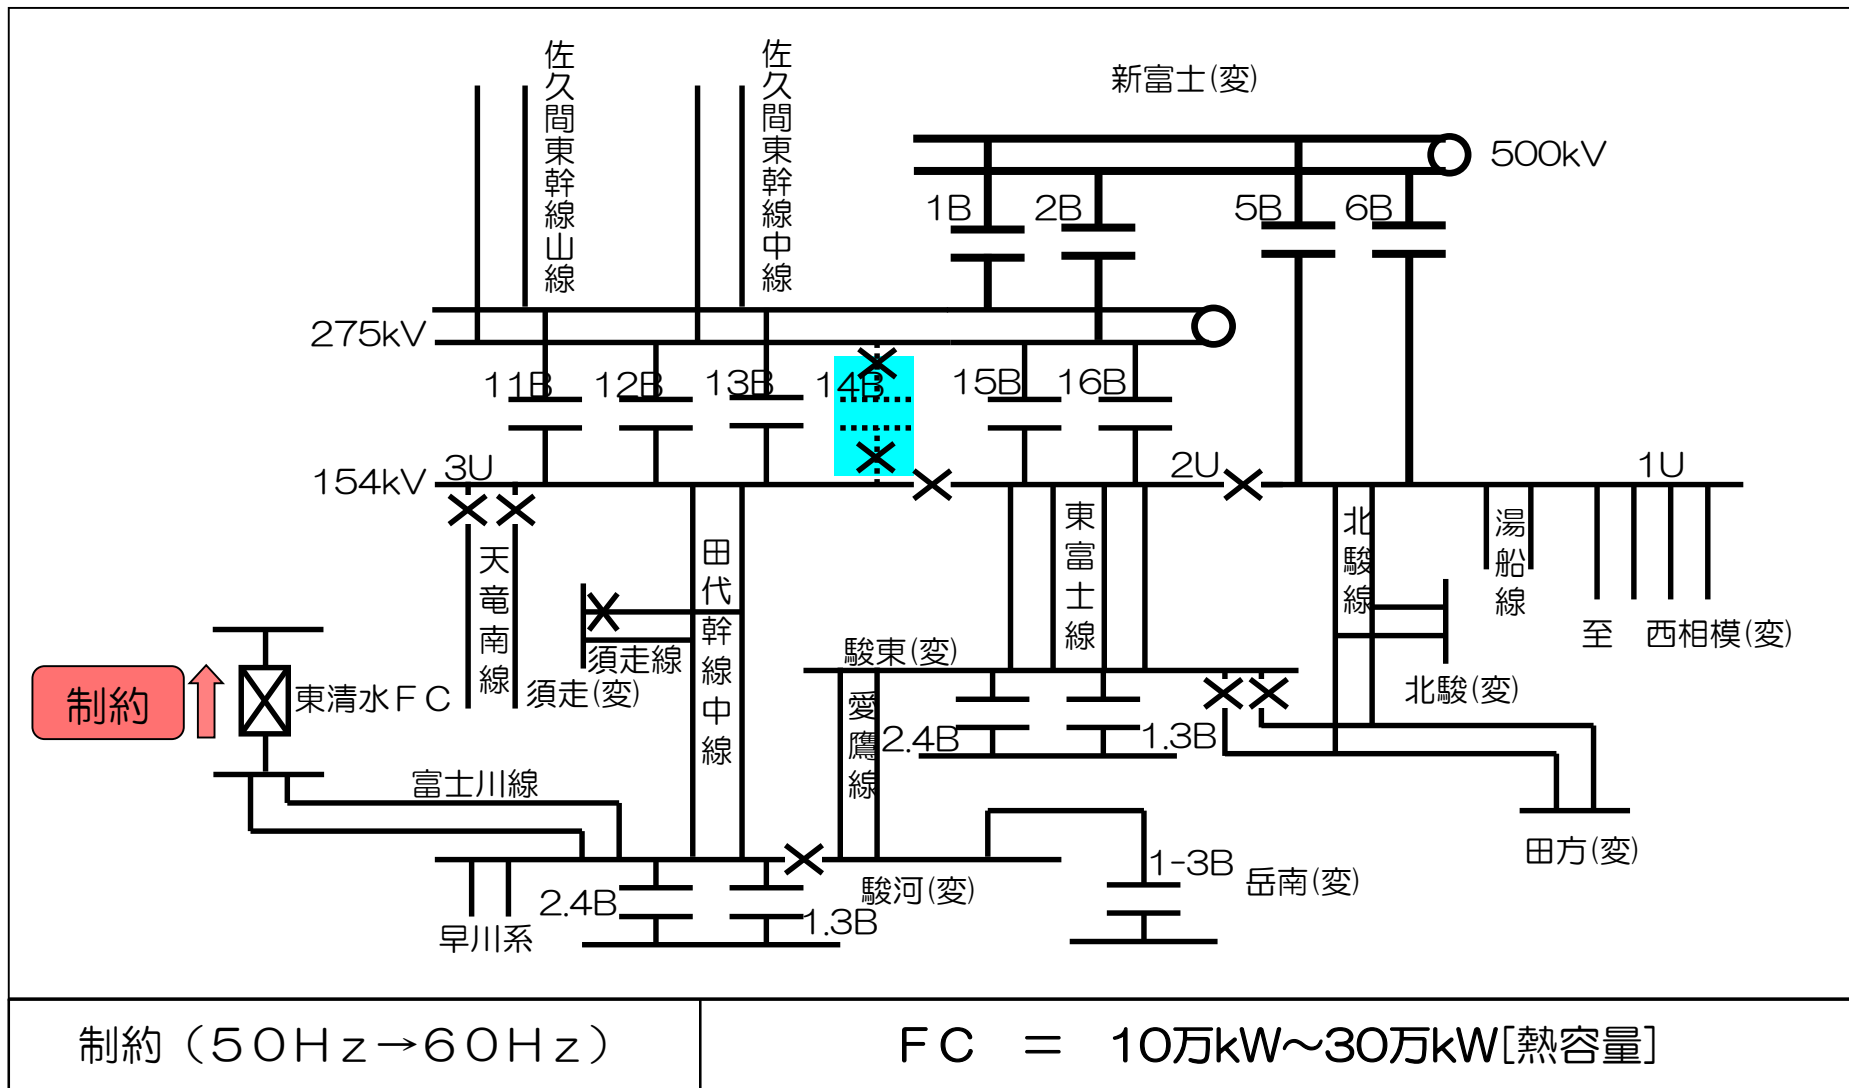 佐久間東幹線山線
佐久間東幹線中線
新富士(変)
500kV
1B
2B
5B
6B
275kV
11B
12B
13B
14B
15B
16B
154kV
3U
2U
1U
天竜南線
田代幹線中線
東富士線
北駿線
湯船線
須走線
須走(変)
駿東(変)
至 西相模(変)
北駿(変)
制約
東清水FC
愛鷹線
2.4B
1.3B
富士川線
田方(変)
早川系
2.4B
1.3B
駿河(変)
1-3B
岳南(変)
制約(50Hz→60Hz)
FC = 10万kW~30万kW[熱容量]